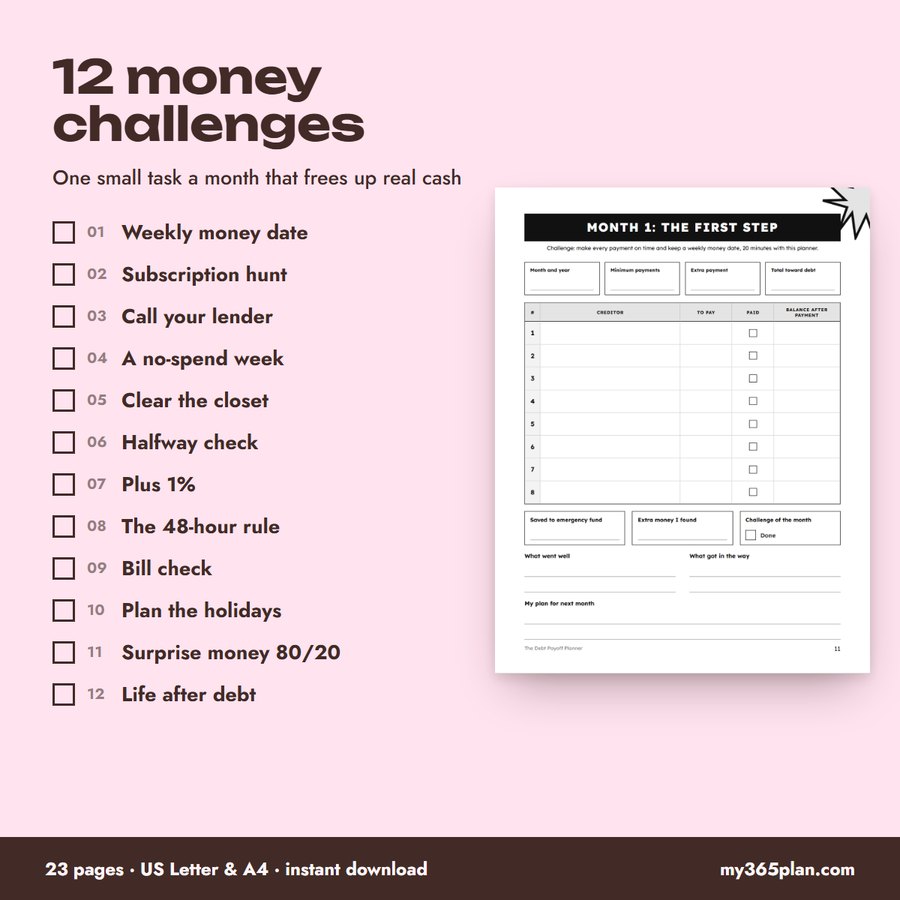 12 money
challenges
One small task a month that frees up real cash
01 Weekly money date
02 Subscription hunt
03 Call your lender
04 A no-spend week
05 Clear the closet
06 Halfway check
07 Plus 1%
08 The 48-hour rule
09 Bill check
10 Plan the holidays
11 Surprise money 80/20
12 Life after debt
MONTH 1: THE FIRST STEP
Challenge: make every payment on time and keep a weekly money date, 20 minutes with this planner.
Month and year Minimum payments Extra payment Total toward debt
# CREDITOR TO PAY PAID BALANCE AFTER
PAYMENT
1
2
3
4
5
6
7
8
Saved to emergency fund Extra money I found Challenge of the month
Done
What went well What got in the way
My plan for next month
The Debt Payoff Planner 11
23 pages · US Letter & A4 · instant download my365plan.com